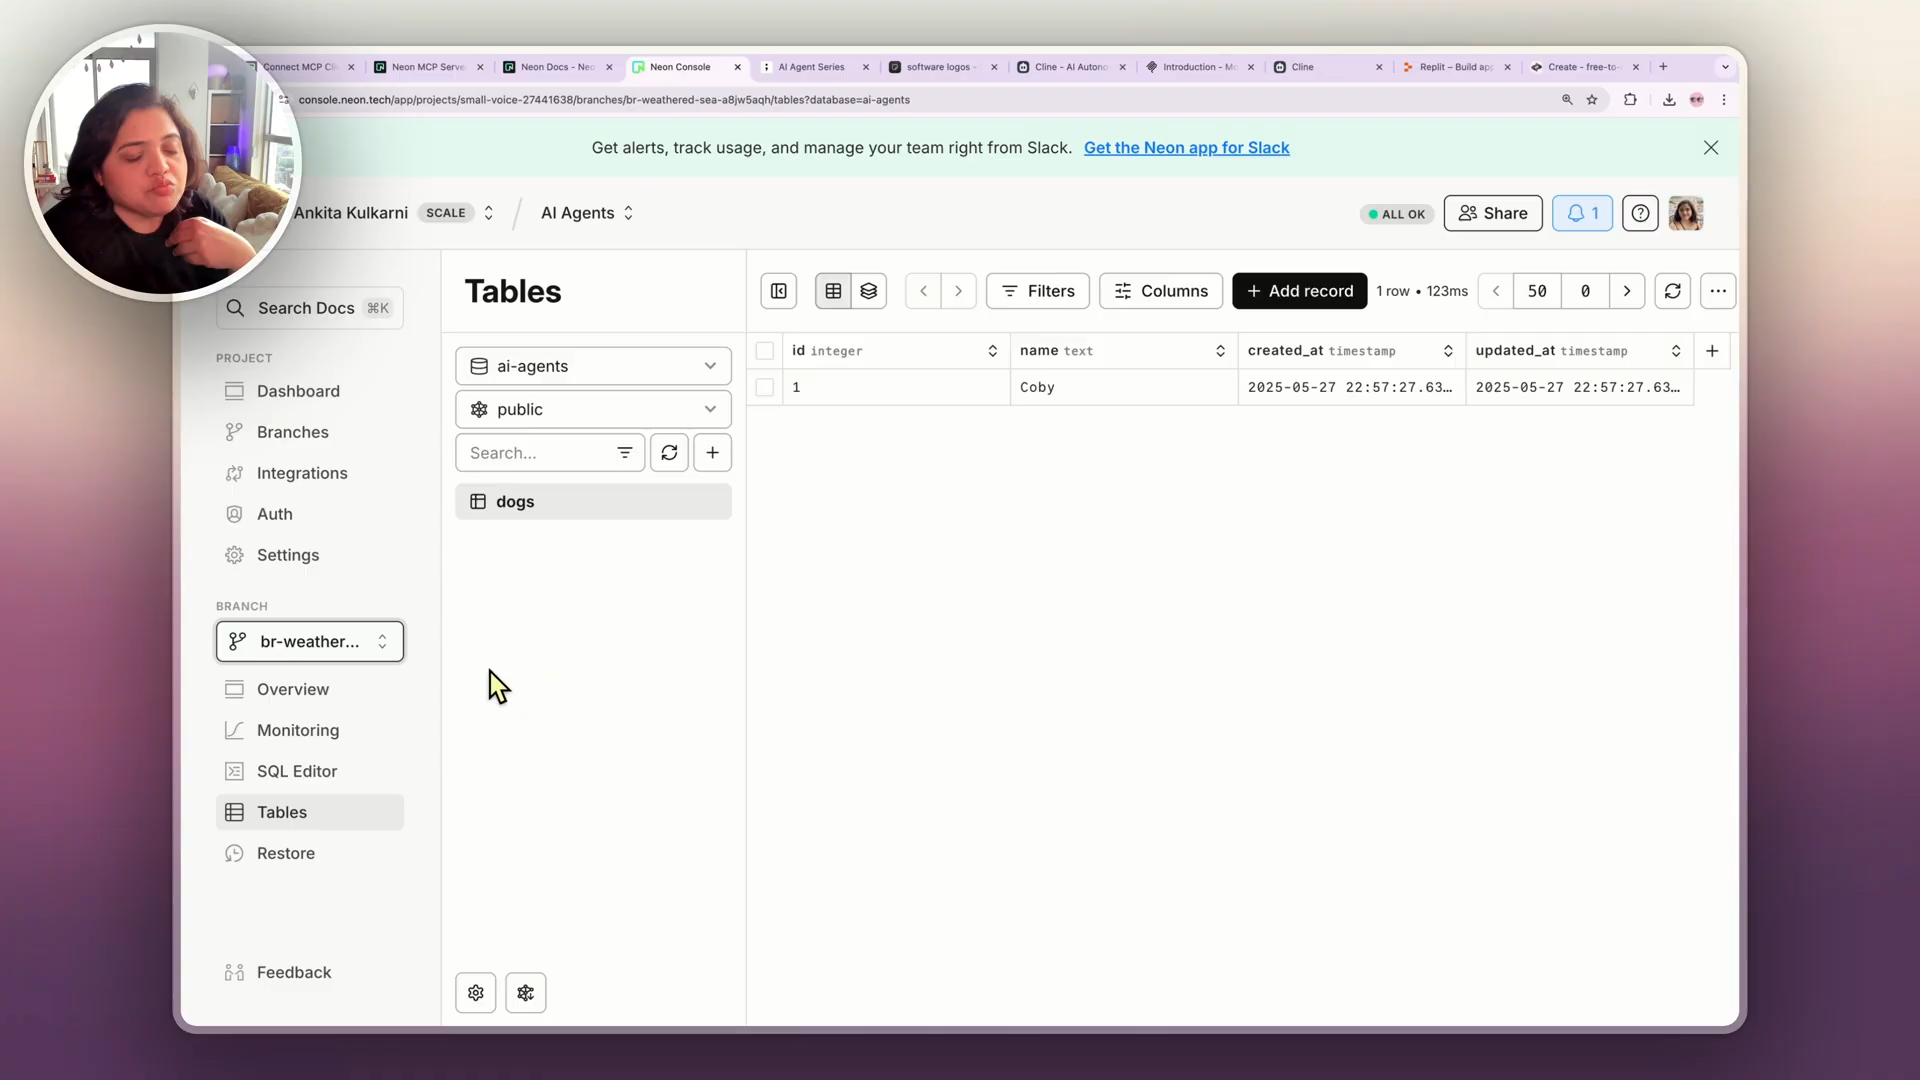 Connect MCP Cli
Neon MCP Serve
Neon Docs - Neo
Neon Console
AI Agent Series
software logos -
Cline - AI Autono
Introduction - Mo
Cline
Replit – Build app
Create - free-to-
console.neon.tech/app/projects/small-voice-27441638/branches/br-weathered-sea-a8jw5aqh/tables?database=ai-agents
Get alerts, track usage, and manage your team right from Slack. Get the Neon app for Slack
Ankita Kulkarni SCALE / AI Agents
ALL OK
Share
1
Search Docs ⌘K
PROJECT
Dashboard
Branches
Integrations
Auth
Settings
BRANCH
br-weather...
Overview
Monitoring
SQL Editor
Tables
Restore
Feedback
Tables
ai-agents
public
Search...
dogs
Filters
Columns
+ Add record
1 row • 123ms
50
0
id integer
name text
created_at timestamp
updated_at timestamp
1
Coby
2025-05-27 22:57:27.63…
2025-05-27 22:57:27.63…